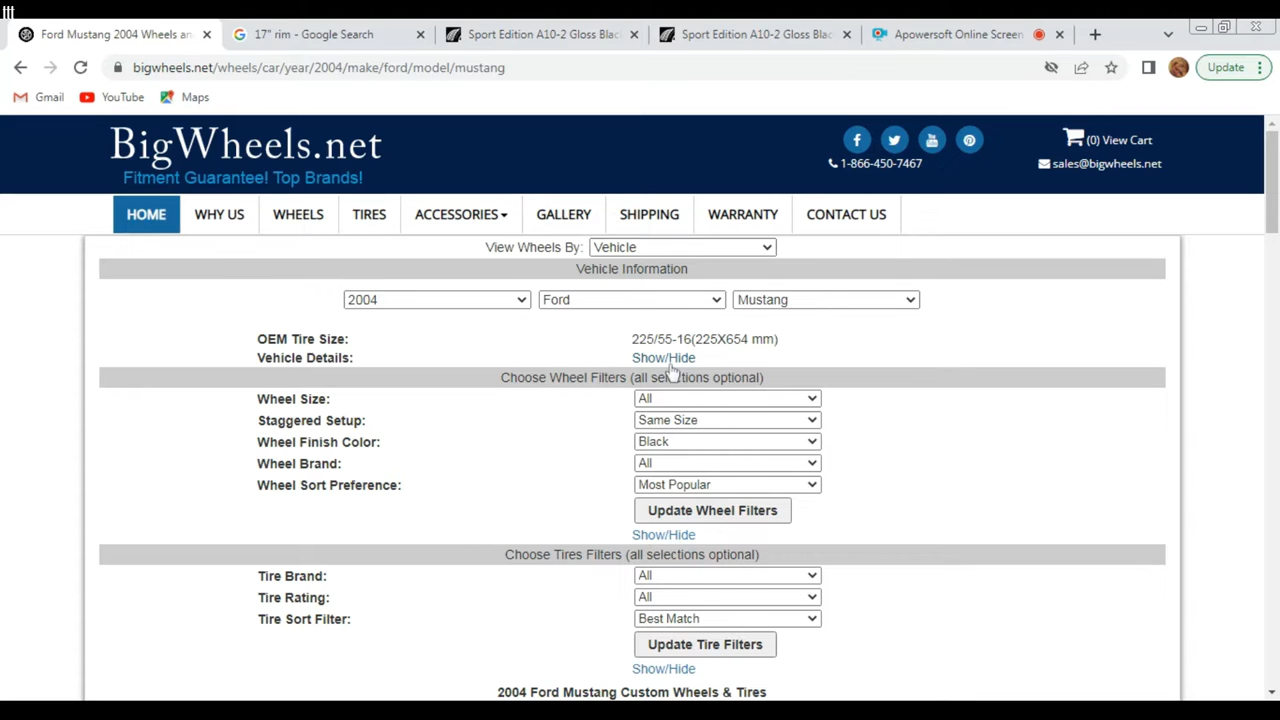 ttt
Ford Mustang 2004 Wheels an
17" rim - Google Search
Sport Edition A10-2 Gloss Blac
Sport Edition A10-2 Gloss Blac
Apowersoft Online Screen
bigwheels.net/wheels/car/year/2004/make/ford/model/mustang
Update
Gmail
YouTube
Maps
BigWheels.net
Fitment Guarantee! Top Brands!
1-866-450-7467
(0) View Cart
sales@bigwheels.net
HOME
WHY US
WHEELS
TIRES
ACCESSORIES
GALLERY
SHIPPING
WARRANTY
CONTACT US
View Wheels By: Vehicle
Vehicle Information
2004 Ford Mustang
OEM Tire Size: 225/55-16(225X654 mm)
Vehicle Details: Show/Hide
Choose Wheel Filters (all selections optional)
Wheel Size: All
Staggered Setup: Same Size
Wheel Finish Color: Black
Wheel Brand: All
Wheel Sort Preference: Most Popular
Update Wheel Filters
Show/Hide
Choose Tires Filters (all selections optional)
Tire Brand: All
Tire Rating: All
Tire Sort Filter: Best Match
Update Tire Filters
Show/Hide
2004 Ford Mustang Custom Wheels & Tires